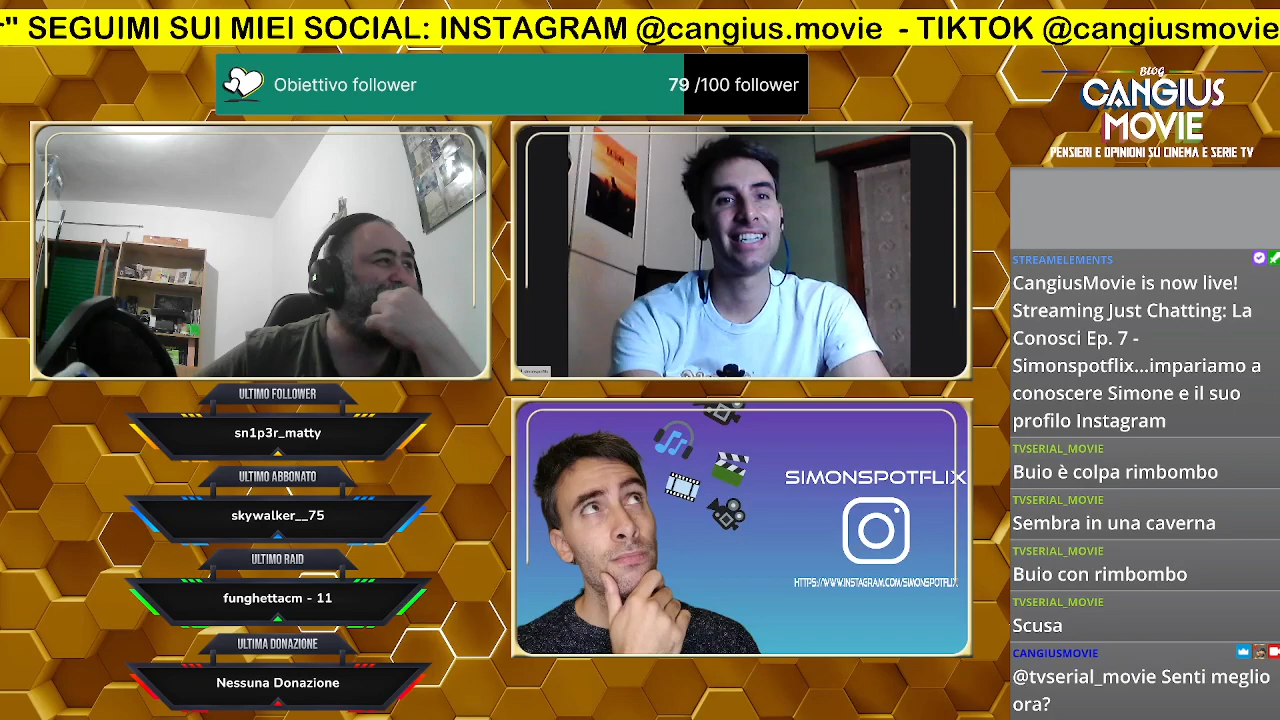 r" SEGUIMI SUI MIEI SOCIAL: INSTAGRAM @cangius.movie - TIKTOK @cangiusmovie
Obiettivo follower 79 /100 follower
BLOG
CANGIUS
MOVIE
PENSIERI E OPINIONI SU CINEMA E SERIE TV
ULTIMO FOLLOWER
sn1p3r_matty
ULTIMO ABBONATO
skywalker__75
ULTIMO RAID
funghettacm - 11
ULTIMA DONAZIONE
Nessuna Donazione
SIMONSPOTFLIX
HTTPS://WWW.INSTAGRAM.COM/SIMONSPOTFLIX
STREAMELEMENTS
CangiusMovie is now live!
Streaming Just Chatting: La
Conosci Ep. 7 -
Simonspotflix...impariamo a
conoscere Simone e il suo
profilo Instagram
TVSERIAL_MOVIE
Buio è colpa rimbombo
TVSERIAL_MOVIE
Sembra in una caverna
TVSERIAL_MOVIE
Buio con rimbombo
TVSERIAL_MOVIE
Scusa
CANGIUSMOVIE
@tvserial_movie Senti meglio
ora?